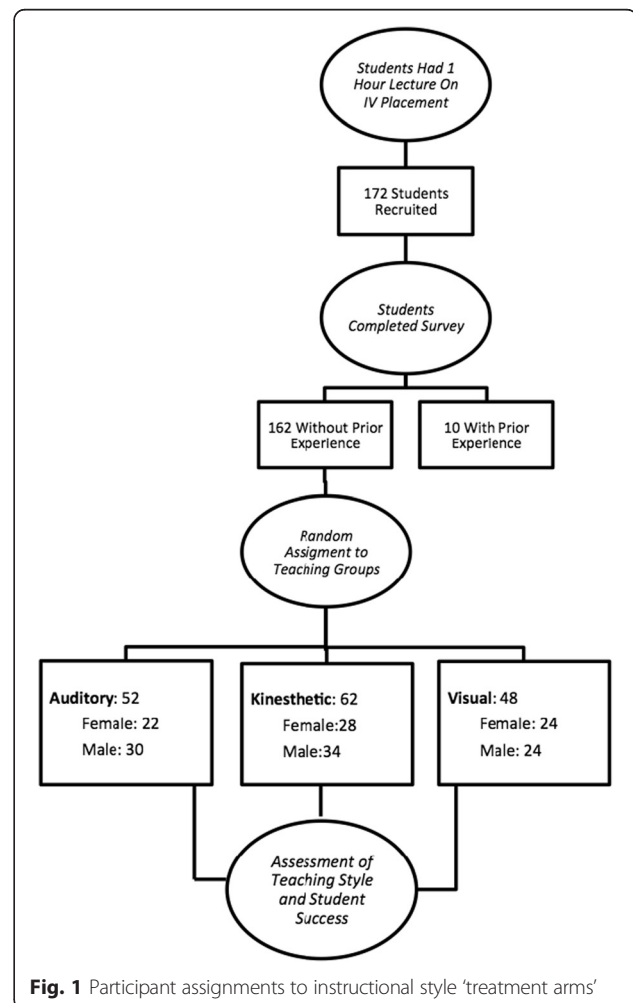 Students Had 1
Hour Lecture On
IV Placement
172 Students
Recruited
Students
Completed Survey
162 Without Prior
Experience
10 With Prior
Experience
Random
Assigment to
Teaching Groups
Auditory: 52
Female: 22
Male: 30
Kinesthetic: 62
Female:28
Male:34
Visual: 48
Female: 24
Male: 24
Assessment of
Teaching Style
and Student
Success
Fig. 1 Participant assignments to instructional style ‘treatment arms’